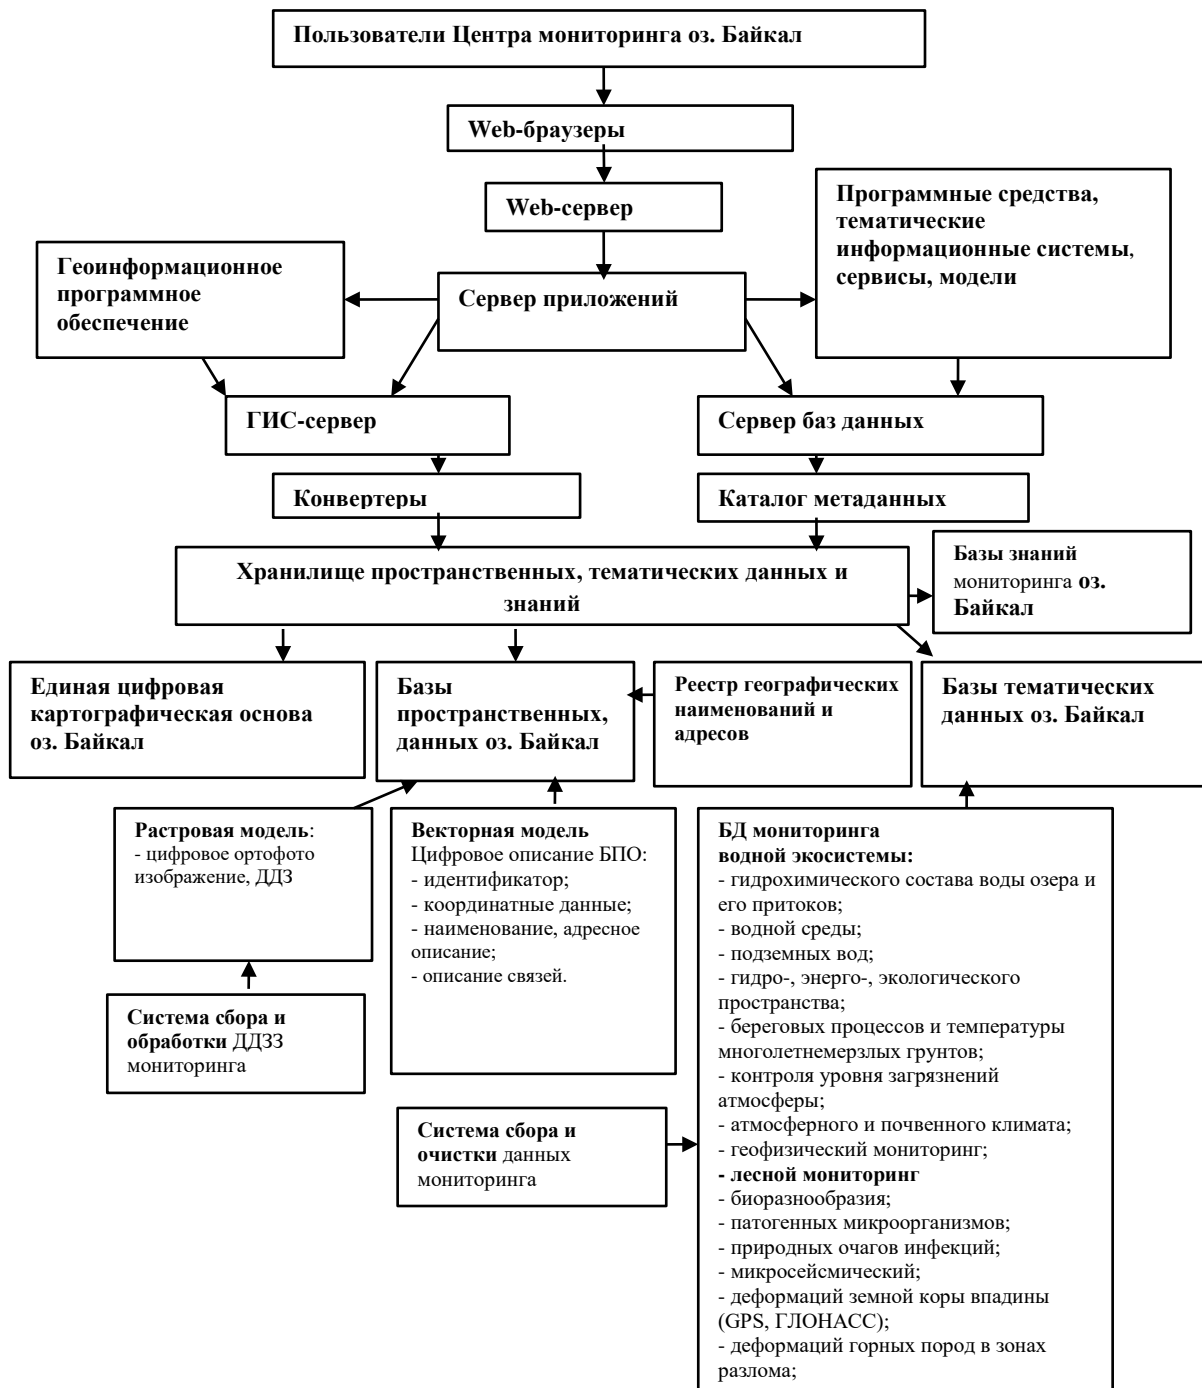 Пользователи Центра мониторинга оз. Байкал
Web-браузеры
Web-сервер
Программные средства,
тематические
информационные системы,
сервисы, модели
Геоинформационное
программное
обеспечение
Сервер приложений
ГИС-сервер
Сервер баз данных
Конвертеры
Каталог метаданных
Хранилище пространственных, тематических данных и
знаний
Базы знаний
мониторинга оз.
Байкал
Единая цифровая
картографическая основа
оз. Байкал
Базы
пространственных,
данных оз. Байкал
Реестр географических
наименований и
адресов
Базы тематических
данных оз. Байкал
Растровая модель:
- цифровое ортофото
изображение, ДДЗ
Векторная модель
Цифровое описание БПО:
- идентификатор;
- координатные данные;
- наименование, адресное
описание;
- описание связей.
Система сбора и
обработки ДДЗЗ
мониторинга
Система сбора и
очистки данных
мониторинга
БД мониторинга
водной экосистемы:
- гидрохимического состава воды озера и
его притоков;
- водной среды;
- подземных вод;
- гидро-, энерго-, экологического
пространства;
- береговых процессов и температуры
многолетнемерзлых грунтов;
- контроля уровня загрязнений
атмосферы;
- атмосферного и почвенного климата;
- геофизический мониторинг;
- лесной мониторинг
- биоразнообразия;
- патогенных микроорганизмов;
- природных очагов инфекций;
- микросейсмический;
- деформаций земной коры впадины
(GPS, ГЛОНАСС);
- деформаций горных пород в зонах
разлома;